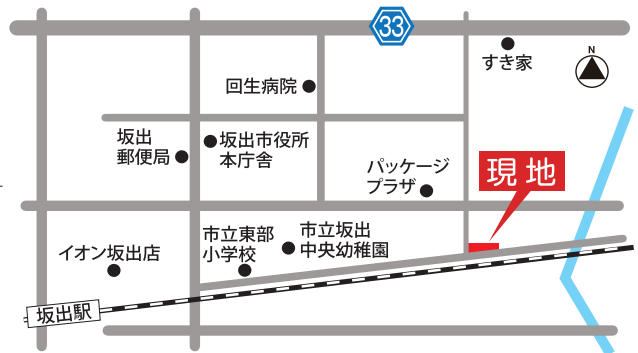 33
すき家
N
回生病院
坂出
郵便局
坂出市役所
本庁舎
パッケージ
プラザ
現地
市立東部
小学校
市立坂出
中央幼稚園
イオン坂出店
坂出駅